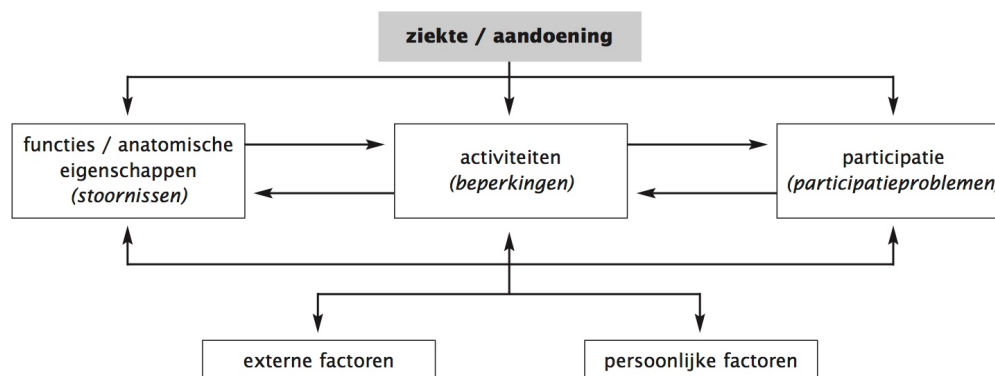 ziekte / aandoening
functies / anatomische
eigenschappen
(stoornissen)
activiteiten
(beperkingen)
participatie
(participatieproblemen)
externe factoren
persoonlijke factoren